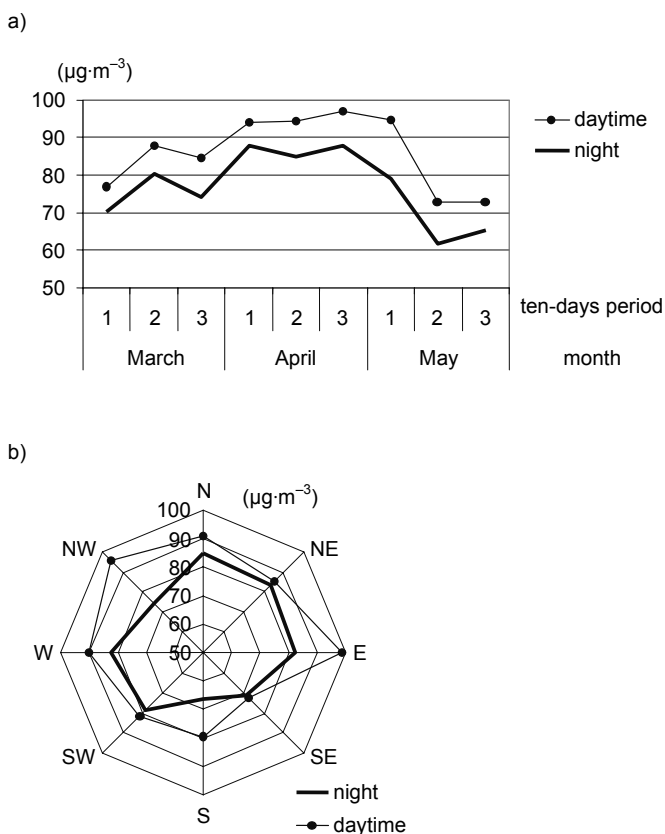 a)
(µg·m–3)
100
90
80
70
60
50
daytime
night
1 2 3 1 2 3 1 2 3
ten-days period
March April May month
b)
N
(µg·m–3)
100
90
80
70
60
50
NW
NE
W
E
SW
SE
S
night
daytime